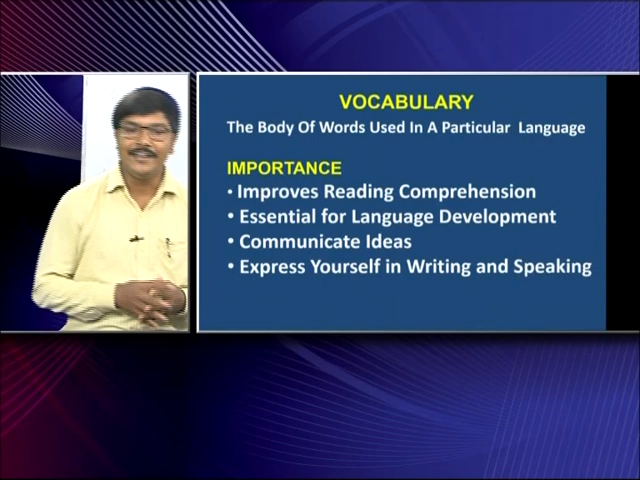 VOCABULARY
The Body Of Words Used In A Particular Language
IMPORTANCE
• Improves Reading Comprehension
• Essential for Language Development
• Communicate Ideas
• Express Yourself in Writing and Speaking